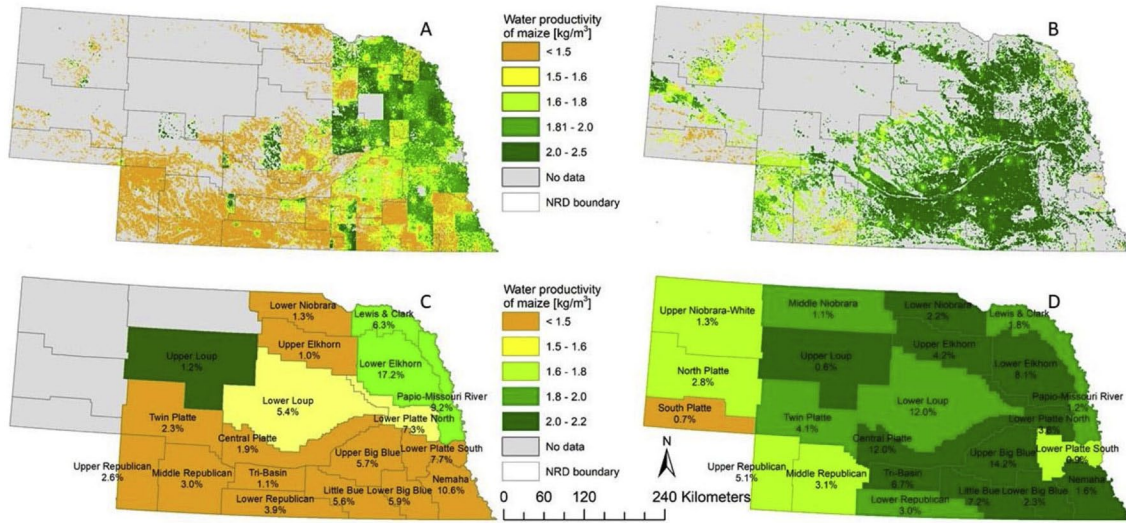 A
Water productivity
of maize [kg/m³]
< 1.5
1.5 - 1.6
1.6 - 1.8
1.81 - 2.0
2.0 - 2.5
No data
NRD boundary
B
C
Lower Niobrara
1.3%
Lewis & Clark
6.3%
Upper Elkhorn
1.0%
Upper Loup
1.2%
Lower Elkhorn
17.2%
Papio-Missouri River
9.2%
Lower Loup
5.4%
Twin Platte
2.3%
Lower Platte North
7.3%
Central Platte
1.9%
Upper Big Blue
5.7%
Lower Platte South
7.7%
Upper Republican
2.6%
Middle Republican
3.0%
Tri-Basin
1.1%
Nemaha
10.6%
Little Bue
5.6%
Lower Big Blue
5.9%
Lower Republican
3.9%
Water productivity
of maize [kg/m³]
< 1.5
1.5 - 1.6
1.6 - 1.8
1.8 - 2.0
2.0 - 2.2
No data
NRD boundary
N
0 60 120
240 Kilometers
D
Upper Niobrara-White
1.3%
Middle Niobrara
1.1%
Lower Niobrara
2.2%
Lewis & Clark
1.8%
Upper Elkhorn
4.2%
North Platte
2.8%
Upper Loup
0.6%
Lower Elkhorn
8.1%
Papio-Missouri River
1.2%
South Platte
0.7%
Twin Platte
4.1%
Lower Loup
12.0%
Lower Platte North
Central Platte
12.0%
Upper Big Blue
14.2%
Lower Platte South
0.9%
Upper Republican
5.1%
Middle Republican
3.1%
Tri-Basin
6.7%
Nemaha
1.6%
Little Bue
7.2%
Lower Big Blue
2.3%
Lower Republican
3.0%